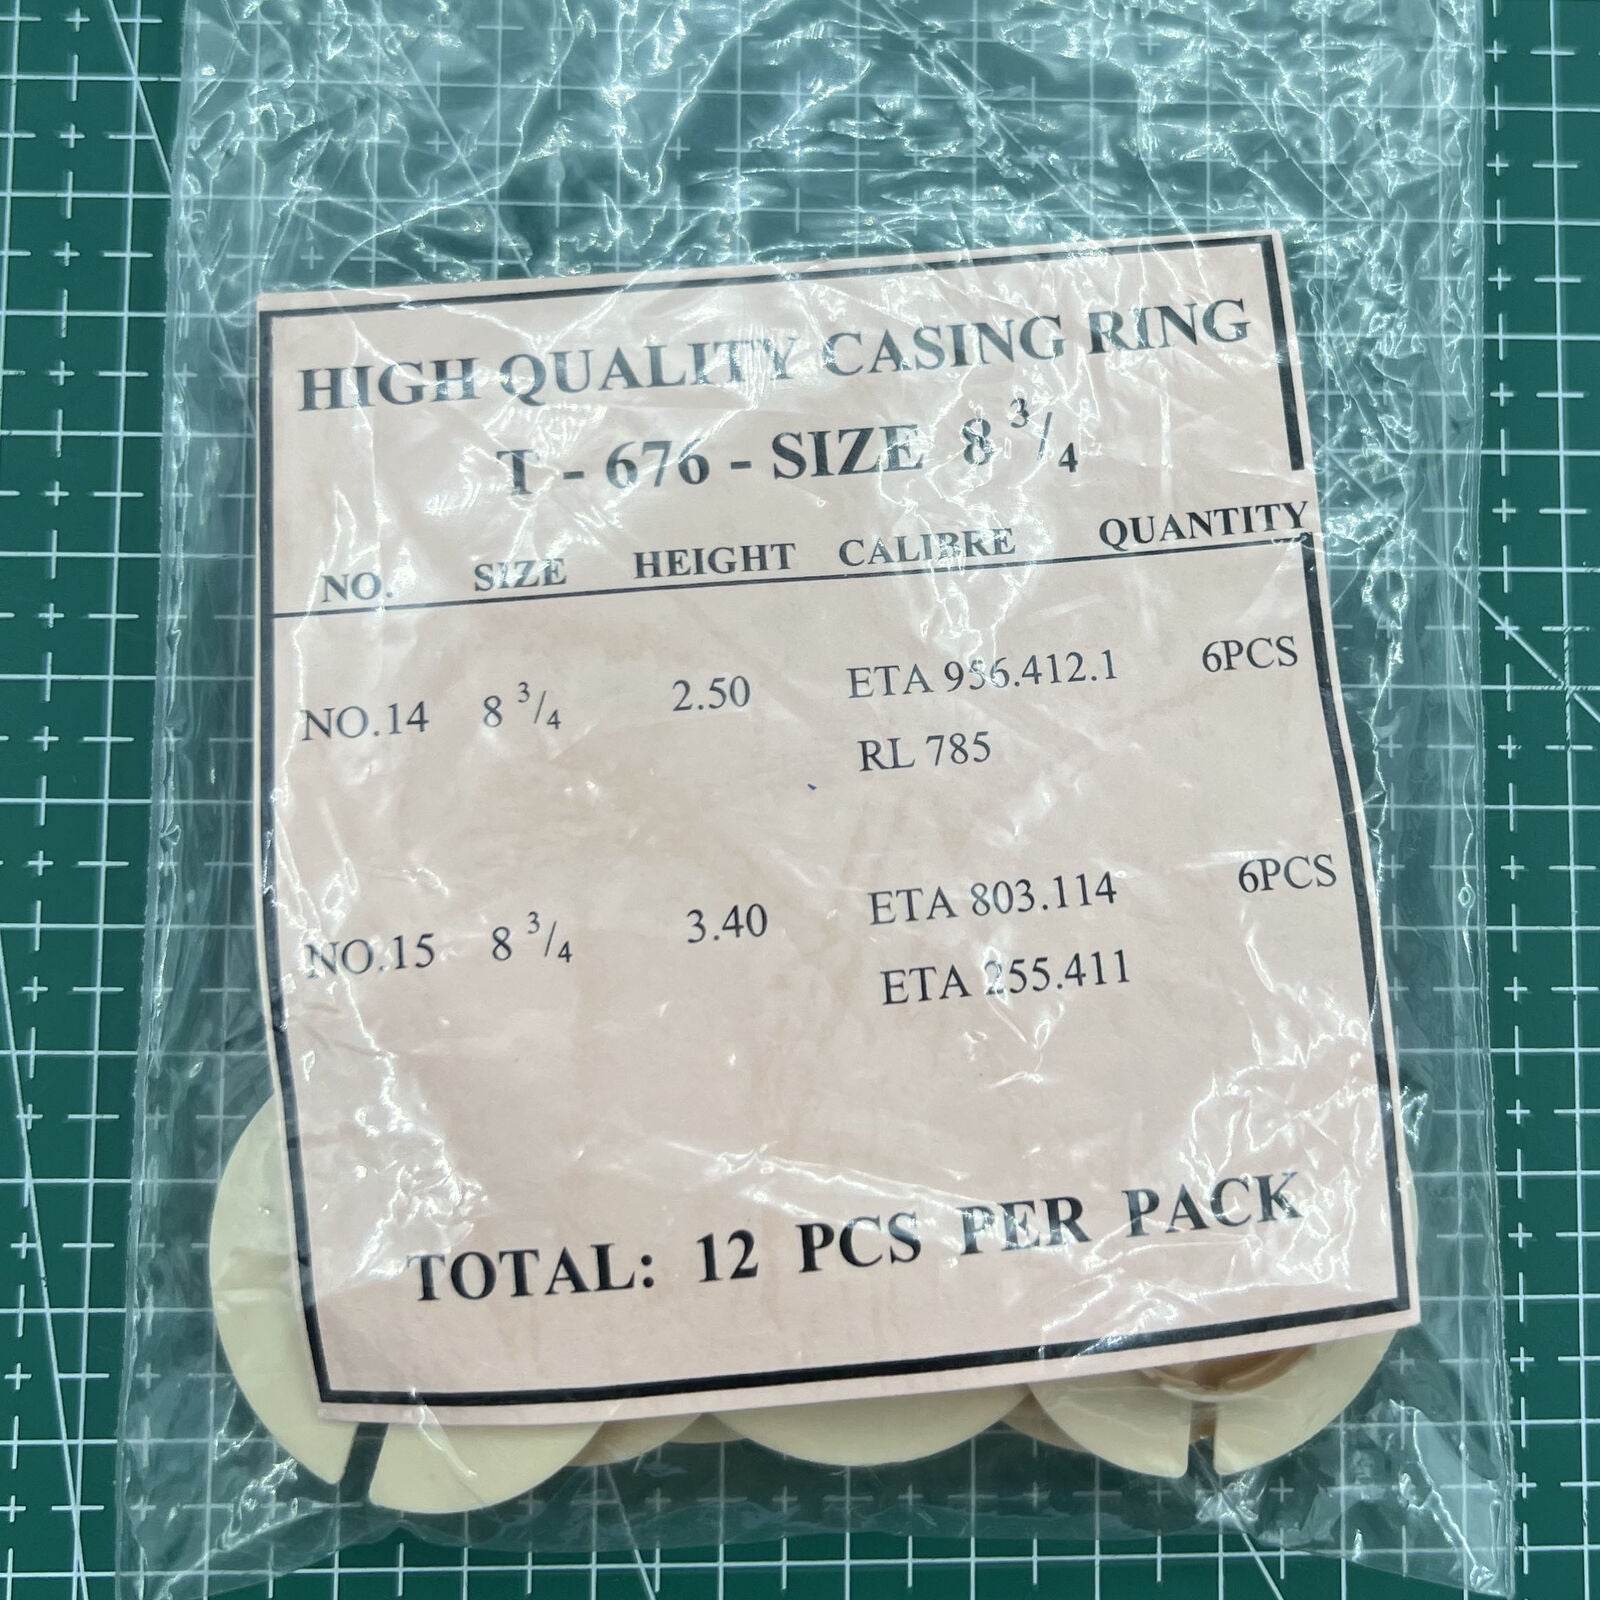 HIGH QUALITY CASING RING
T - 676 - SIZE 8 3/4
NO. SIZE HEIGHT CALIBRE QUANTITY
NO.14 8 3/4 2.50 ETA 956.412.1 6PCS
RL 785
NO.15 8 3/4 3.40 ETA 803.114 6PCS
ETA 255.411
TOTAL: 12 PCS PER PACK